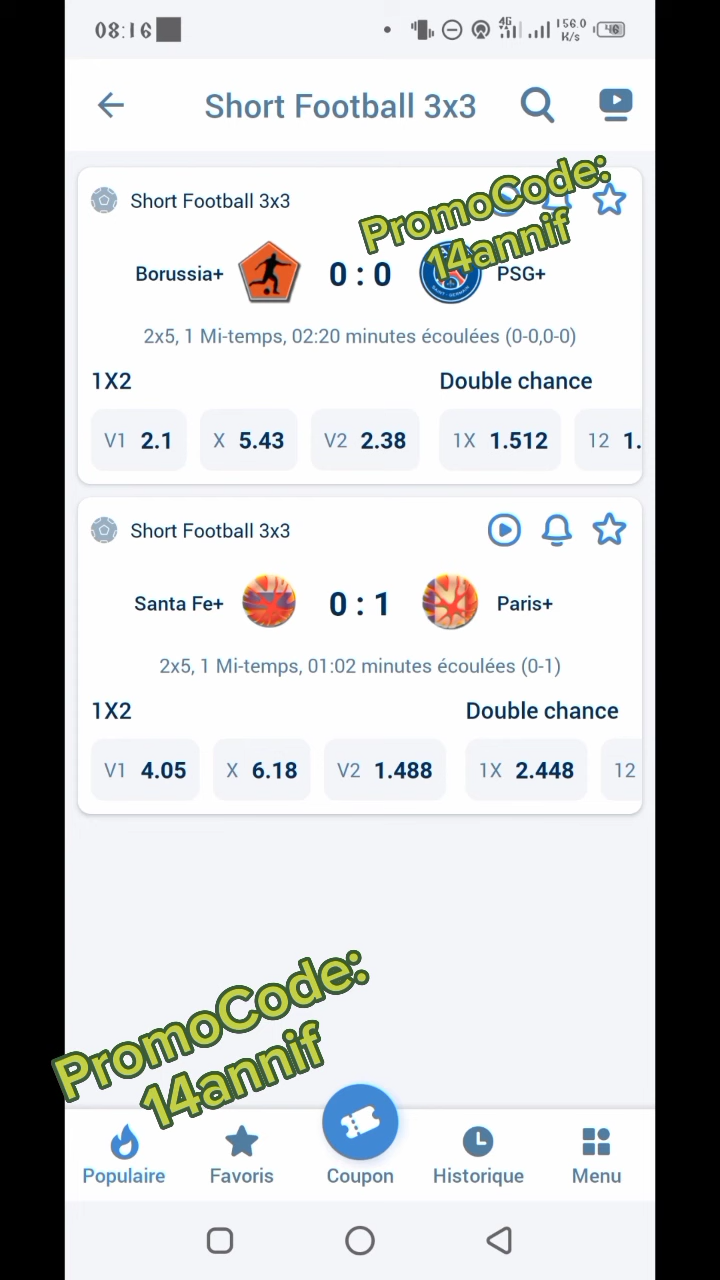 08:16
4G
156.0
K/s
46
Short Football 3x3
PromoCode:
14annif
Short Football 3x3
Borussia+
0 : 0
PSG+
2x5, 1 Mi-temps, 02:20 minutes écoulées (0-0,0-0)
1X2
Double chance
V1 2.1
X 5.43
V2 2.38
1X 1.512
12 1.
Short Football 3x3
Santa Fe+
0 : 1
Paris+
2x5, 1 Mi-temps, 01:02 minutes écoulées (0-1)
1X2
Double chance
V1 4.05
X 6.18
V2 1.488
1X 2.448
12
PromoCode:
14annif
Populaire
Favoris
Coupon
Historique
Menu